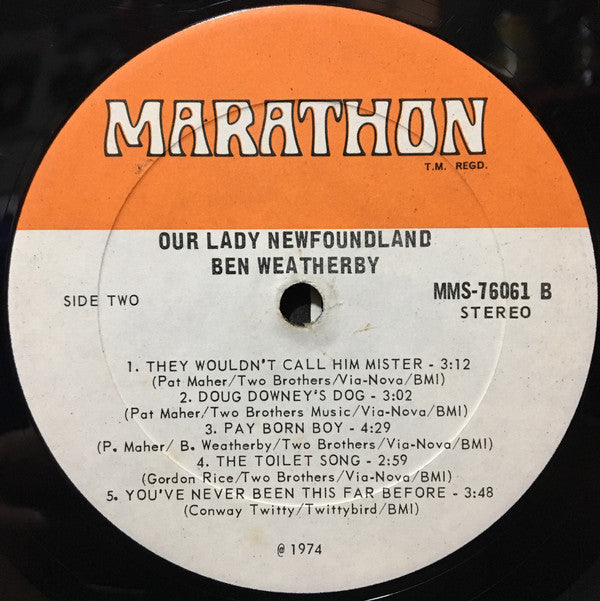 MARATHON
T.M. REGD.
OUR LADY NEWFOUNDLAND
BEN WEATHERBY
SIDE TWO
MMS-76061 B
STEREO
1. THEY WOULDN'T CALL HIM MISTER - 3:12
(Pat Maher/Two Brothers/Via-Nova/BMI)
2. DOUG DOWNEY'S DOG - 3:02
(Pat Maher/Two Brothers Music/Via-Nova/BMI)
3. PAY BORN BOY - 4:29
(P. Maher/B. Weatherby/Two Brothers/Via-Nova/BMI)
4. THE TOILET SONG - 2:59
(Gordon Rice/Two Brothers/Via-Nova/BMI)
5. YOU'VE NEVER BEEN THIS FAR BEFORE - 3:48
(Conway Twitty/Twittybird/BMI)
@ 1974